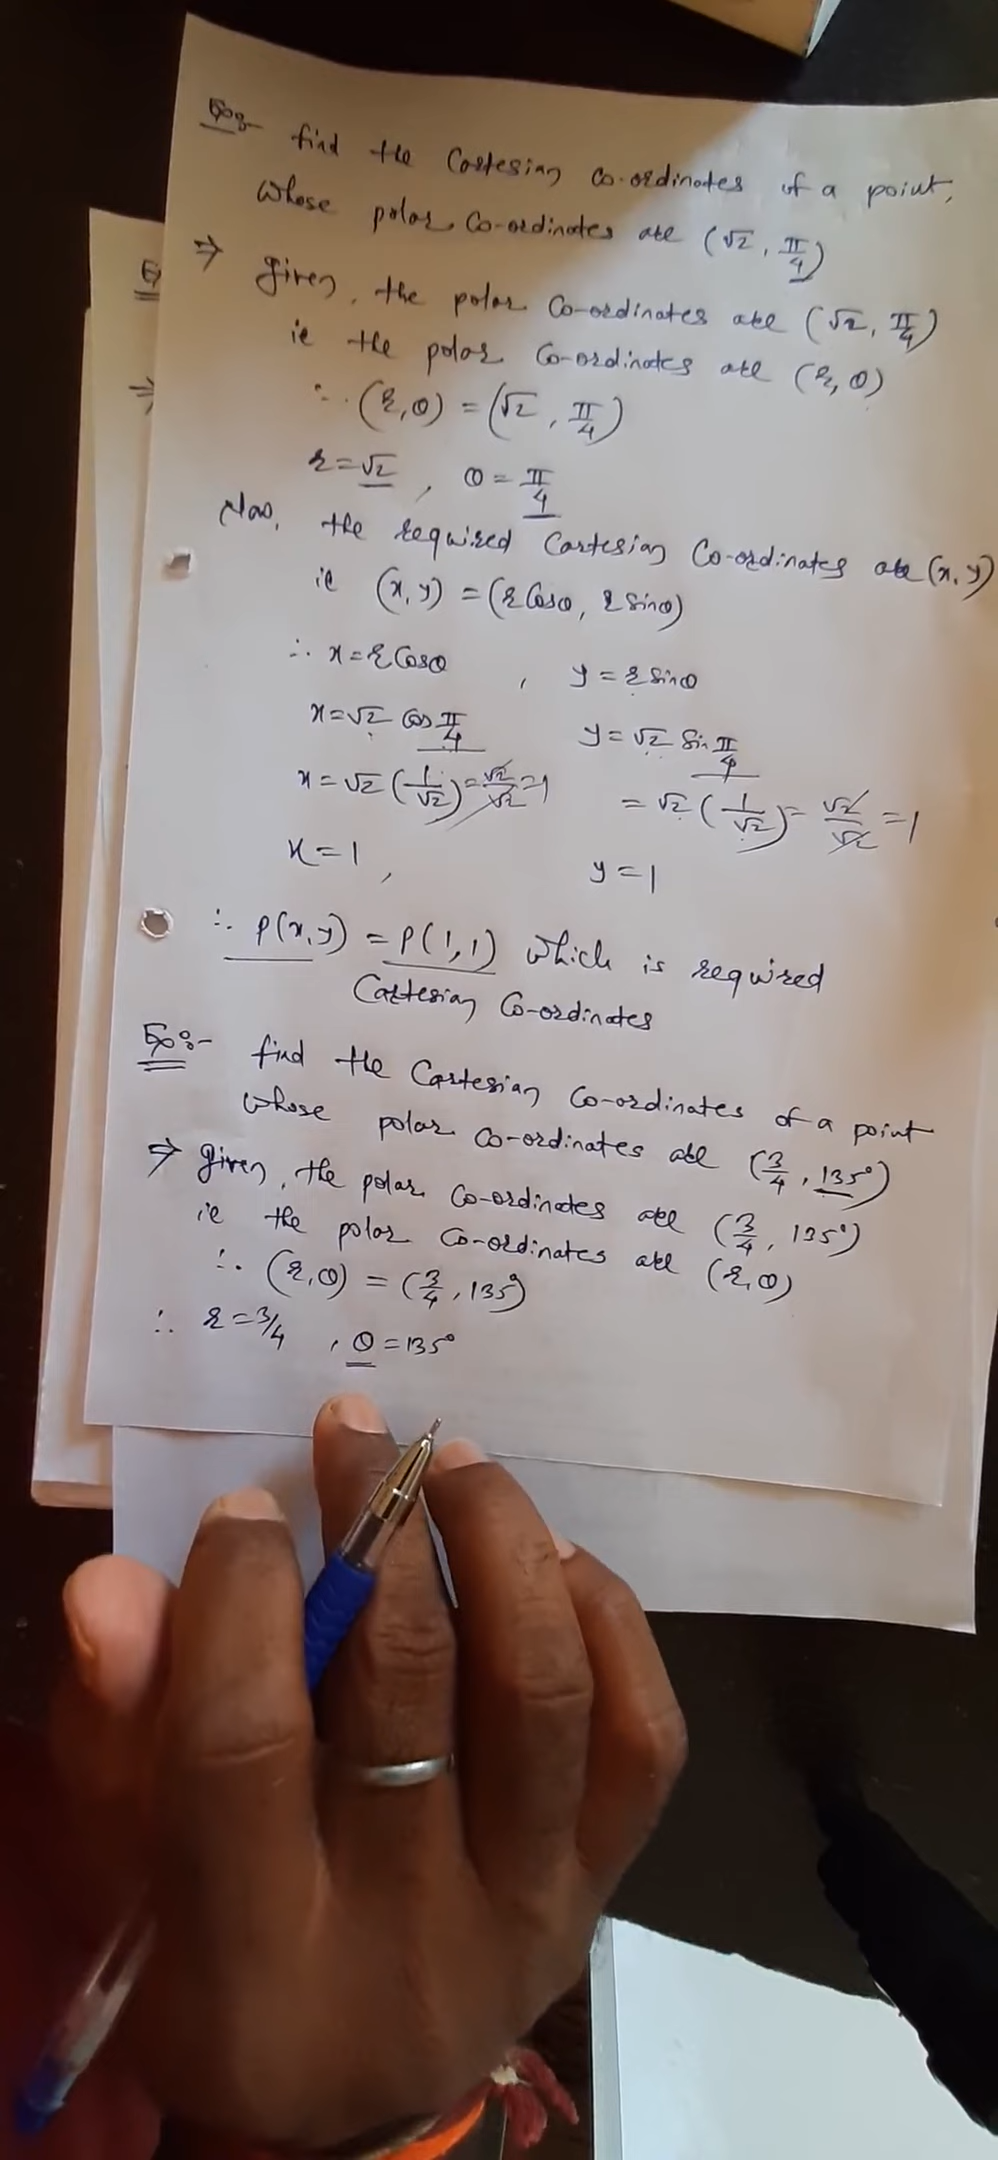 Ex:- find the Cartesian Co-ordinates of a point,
whose polar Co-ordinates are (√2, π/4)
⇒ given, the polar Co-ordinates are (√2, π/4)
ie the polar Co-ordinates are (r, θ)
∴ (r, θ) = (√2, π/4)
r = √2 , θ = π/4
Now, the required Cartesian Co-ordinates are (x, y)
ie (x, y) = (r Cosθ, r Sinθ)
∴ x = r Cosθ , y = r Sinθ
x = √2 Cos π/4 y = √2 Sin π/4
x = √2 (1/√2) = √2/√2 = 1 = √2 (1/√2) = √2/√2 = 1
x = 1 , y = 1
∴ P(x, y) = P(1, 1) which is required
Cartesian Co-ordinates
Ex:- find the Cartesian Co-ordinates of a point
whose polar Co-ordinates are (3/4, 135°)
⇒ given, the polar Co-ordinates are (3/4, 135°)
ie the polar Co-ordinates are (r, θ)
∴ (r, θ) = (3/4, 135°)
∴ r = 3/4 , θ = 135°